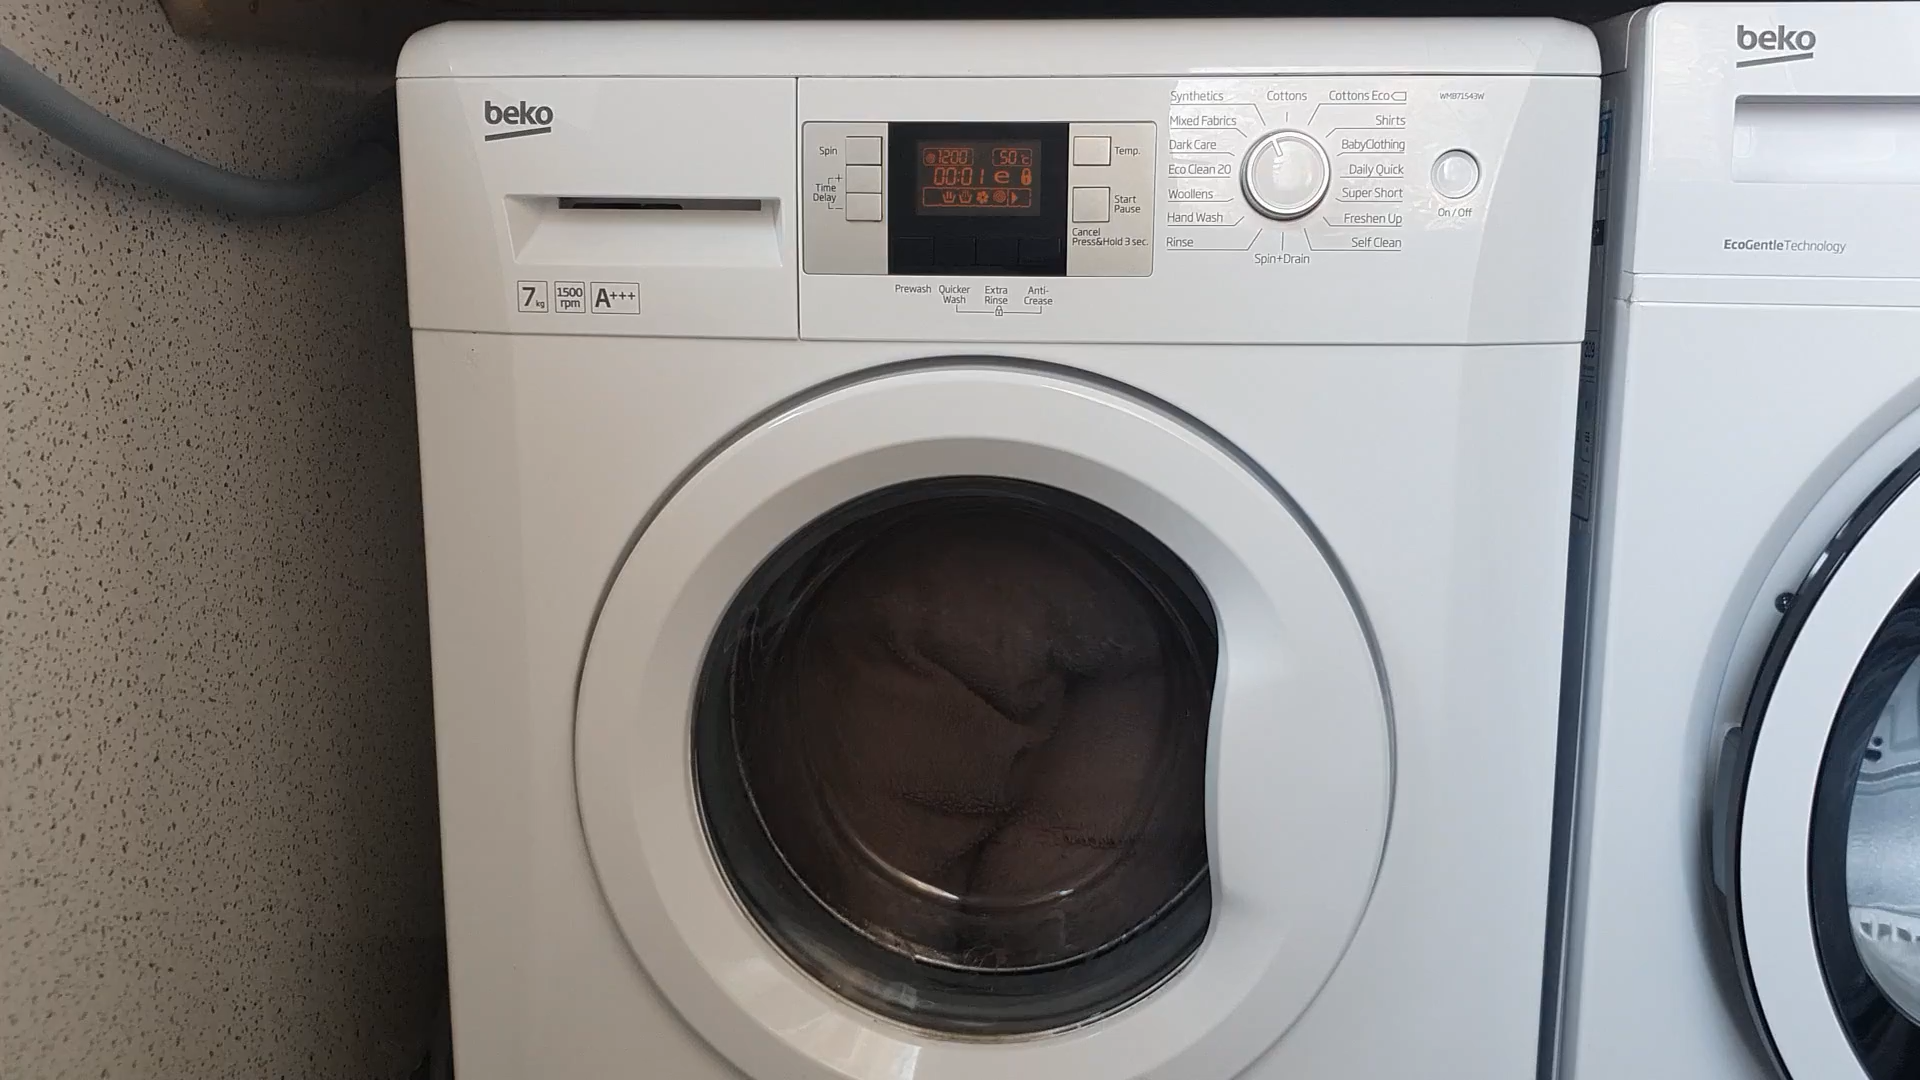 beko
7 kg
1500 rpm
A+++
Spin
Time Delay
+
-
1200
50°c
00:01 e
Temp.
Start
Pause
Cancel
Press&Hold 3 sec.
Prewash
Quicker Wash
Extra Rinse
Anti-Crease
Synthetics
Mixed Fabrics
Dark Care
Eco Clean 20
Woollens
Hand Wash
Rinse
Cottons
Spin+Drain
Cottons Eco
Shirts
BabyClothing
Daily Quick
Super Short
Freshen Up
Self Clean
WMB71543W
On / Off
beko
EcoGentleTechnology